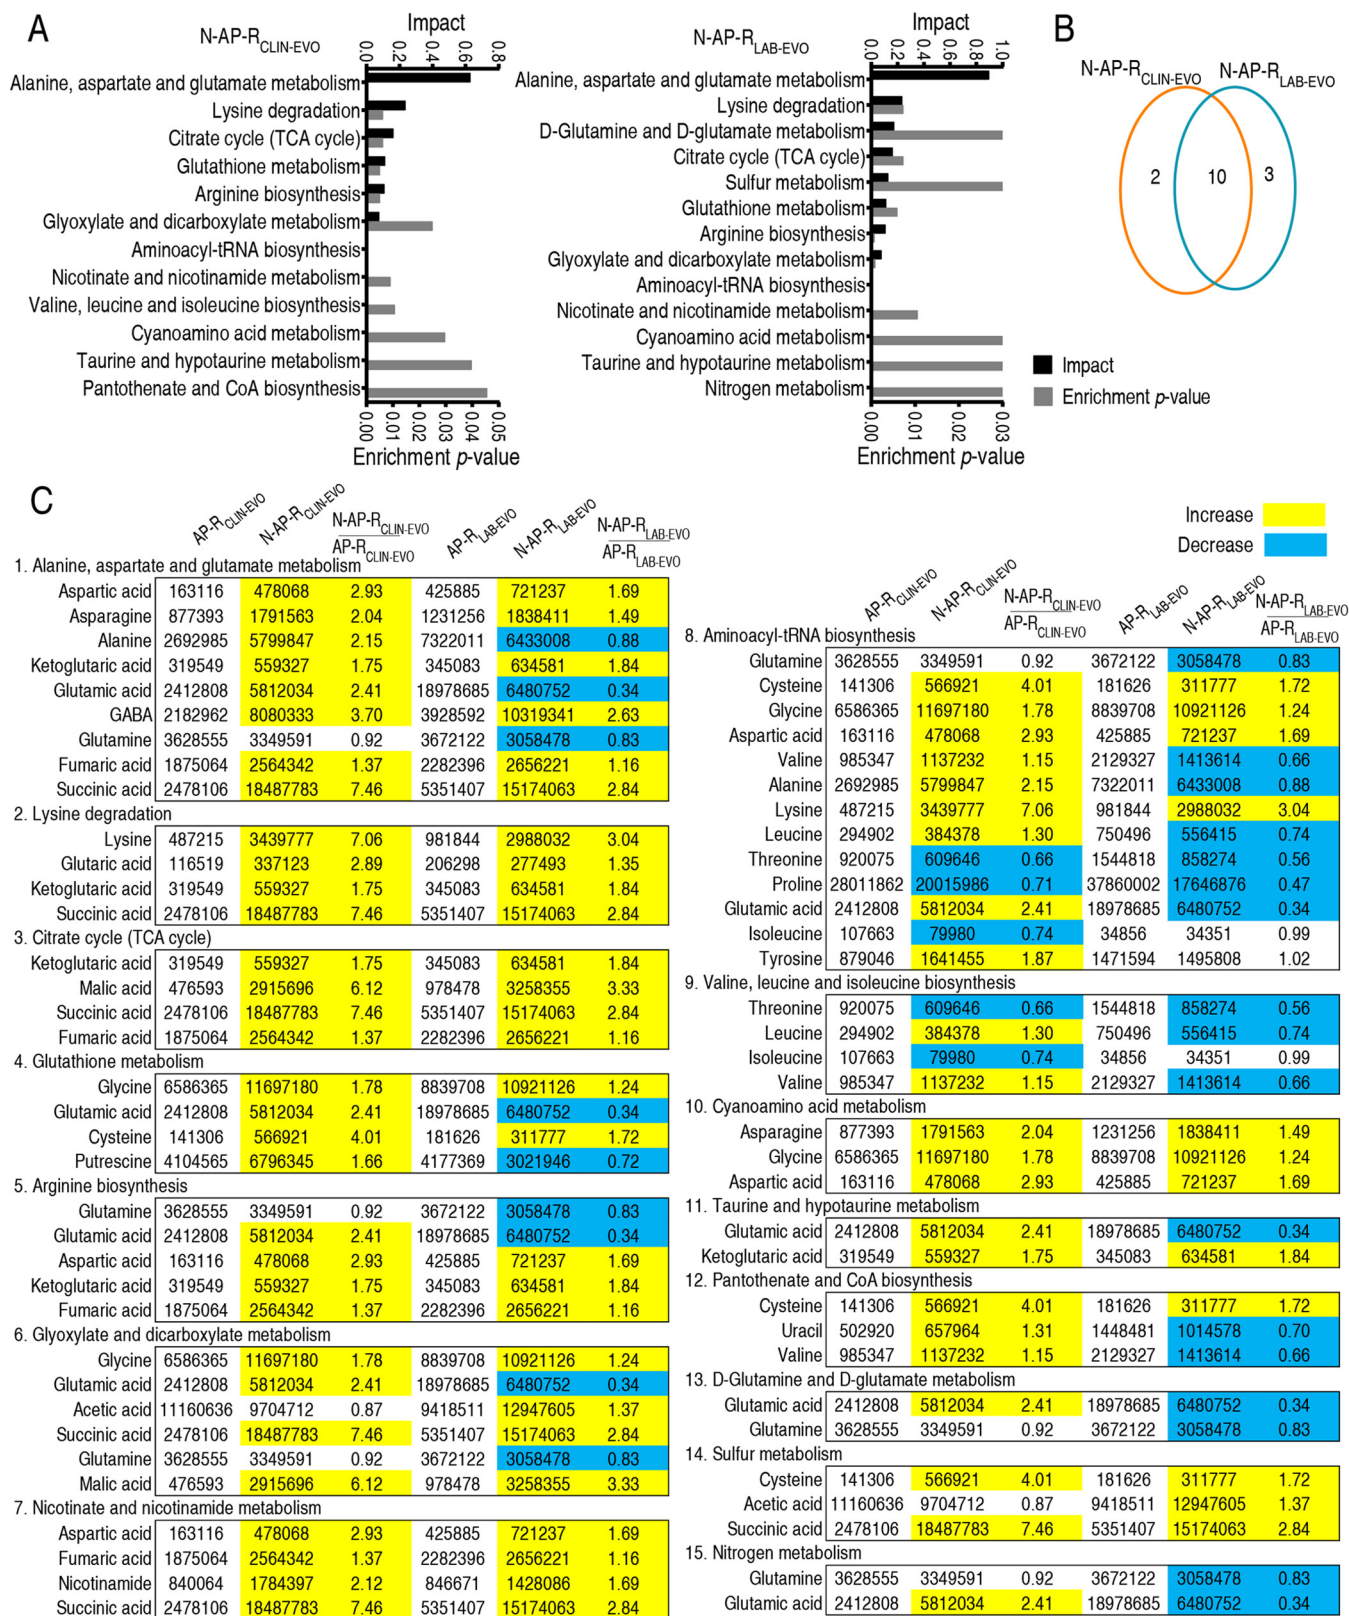 A
N-AP-RCLIN-EVO
Impact
0.0 0.2 0.4 0.6 0.8
Alanine, aspartate and glutamate metabolism
Lysine degradation
Citrate cycle (TCA cycle)
Glutathione metabolism
Arginine biosynthesis
Glyoxylate and dicarboxylate metabolism
Aminoacyl-tRNA biosynthesis
Nicotinate and nicotinamide metabolism
Valine, leucine and isoleucine biosynthesis
Cyanoamino acid metabolism
Taurine and hypotaurine metabolism
Pantothenate and CoA biosynthesis
0.00 0.01 0.02 0.03 0.04 0.05
Enrichment p-value
N-AP-RLAB-EVO
Impact
0.0 0.2 0.4 0.6 0.8 1.0
Alanine, aspartate and glutamate metabolism
Lysine degradation
D-Glutamine and D-glutamate metabolism
Citrate cycle (TCA cycle)
Sulfur metabolism
Glutathione metabolism
Arginine biosynthesis
Glyoxylate and dicarboxylate metabolism
Aminoacyl-tRNA biosynthesis
Nicotinate and nicotinamide metabolism
Cyanoamino acid metabolism
Taurine and hypotaurine metabolism
Nitrogen metabolism
0.00 0.01 0.02 0.03
Enrichment p-value
B
N-AP-RCLIN-EVO N-AP-RLAB-EVO
2 10 3
Impact
Enrichment p-value
C
AP-RCLIN-EVO N-AP-RCLIN-EVO N-AP-RCLIN-EVO AP-RLAB-EVO N-AP-RLAB-EVO N-AP-RLAB-EVO
AP-RCLIN-EVO AP-RLAB-EVO
1. Alanine, aspartate and glutamate metabolism
Aspartic acid 163116 478068 2.93 425885 721237 1.69
Asparagine 877393 1791563 2.04 1231256 1838411 1.49
Alanine 2692985 5799847 2.15 7322011 6433008 0.88
Ketoglutaric acid 319549 559327 1.75 345083 634581 1.84
Glutamic acid 2412808 5812034 2.41 18978685 6480752 0.34
GABA 2182962 8080333 3.70 3928592 10319341 2.63
Glutamine 3628555 3349591 0.92 3672122 3058478 0.83
Fumaric acid 1875064 2564342 1.37 2282396 2656221 1.16
Succinic acid 2478106 18487783 7.46 5351407 15174063 2.84
2. Lysine degradation
Lysine 487215 3439777 7.06 981844 2988032 3.04
Glutaric acid 116519 337123 2.89 206298 277493 1.35
Ketoglutaric acid 319549 559327 1.75 345083 634581 1.84
Succinic acid 2478106 18487783 7.46 5351407 15174063 2.84
3. Citrate cycle (TCA cycle)
Ketoglutaric acid 319549 559327 1.75 345083 634581 1.84
Malic acid 476593 2915696 6.12 978478 3258355 3.33
Succinic acid 2478106 18487783 7.46 5351407 15174063 2.84
Fumaric acid 1875064 2564342 1.37 2282396 2656221 1.16
4. Glutathione metabolism
Glycine 6586365 11697180 1.78 8839708 10921126 1.24
Glutamic acid 2412808 5812034 2.41 18978685 6480752 0.34
Cysteine 141306 566921 4.01 181626 311777 1.72
Putrescine 4104565 6796345 1.66 4177369 3021946 0.72
5. Arginine biosynthesis
Glutamine 3628555 3349591 0.92 3672122 3058478 0.83
Glutamic acid 2412808 5812034 2.41 18978685 6480752 0.34
Aspartic acid 163116 478068 2.93 425885 721237 1.69
Ketoglutaric acid 319549 559327 1.75 345083 634581 1.84
Fumaric acid 1875064 2564342 1.37 2282396 2656221 1.16
6. Glyoxylate and dicarboxylate metabolism
Glycine 6586365 11697180 1.78 8839708 10921126 1.24
Glutamic acid 2412808 5812034 2.41 18978685 6480752 0.34
Acetic acid 11160636 9704712 0.87 9418511 12947605 1.37
Succinic acid 2478106 18487783 7.46 5351407 15174063 2.84
Glutamine 3628555 3349591 0.92 3672122 3058478 0.83
Malic acid 476593 2915696 6.12 978478 3258355 3.33
7. Nicotinate and nicotinamide metabolism
Aspartic acid 163116 478068 2.93 425885 721237 1.69
Fumaric acid 1875064 2564342 1.37 2282396 2656221 1.16
Nicotinamide 840064 1784397 2.12 846671 1428086 1.69
Succinic acid 2478106 18487783 7.46 5351407 15174063 2.84
Increase
Decrease
AP-RCLIN-EVO N-AP-RCLIN-EVO N-AP-RCLIN-EVO AP-RLAB-EVO N-AP-RLAB-EVO N-AP-RLAB-EVO
AP-RCLIN-EVO AP-RLAB-EVO
8. Aminoacyl-tRNA biosynthesis
Glutamine 3628555 3349591 0.92 3672122 3058478 0.83
Cysteine 141306 566921 4.01 181626 311777 1.72
Glycine 6586365 11697180 1.78 8839708 10921126 1.24
Aspartic acid 163116 478068 2.93 425885 721237 1.69
Valine 985347 1137232 1.15 2129327 1413614 0.66
Alanine 2692985 5799847 2.15 7322011 6433008 0.88
Lysine 487215 3439777 7.06 981844 2988032 3.04
Leucine 294902 384378 1.30 750496 556415 0.74
Threonine 920075 609646 0.66 1544818 858274 0.56
Proline 28011862 20015986 0.71 37860002 17646876 0.47
Glutamic acid 2412808 5812034 2.41 18978685 6480752 0.34
Isoleucine 107663 79980 0.74 34856 34351 0.99
Tyrosine 879046 1641455 1.87 1471594 1495808 1.02
9. Valine, leucine and isoleucine biosynthesis
Threonine 920075 609646 0.66 1544818 858274 0.56
Leucine 294902 384378 1.30 750496 556415 0.74
Isoleucine 107663 79980 0.74 34856 34351 0.99
Valine 985347 1137232 1.15 2129327 1413614 0.66
10. Cyanoamino acid metabolism
Asparagine 877393 1791563 2.04 1231256 1838411 1.49
Glycine 6586365 11697180 1.78 8839708 10921126 1.24
Aspartic acid 163116 478068 2.93 425885 721237 1.69
11. Taurine and hypotaurine metabolism
Glutamic acid 2412808 5812034 2.41 18978685 6480752 0.34
Ketoglutaric acid 319549 559327 1.75 345083 634581 1.84
12. Pantothenate and CoA biosynthesis
Cysteine 141306 566921 4.01 181626 311777 1.72
Uracil 502920 657964 1.31 1448481 1014578 0.70
Valine 985347 1137232 1.15 2129327 1413614 0.66
13. D-Glutamine and D-glutamate metabolism
Glutamic acid 2412808 5812034 2.41 18978685 6480752 0.34
Glutamine 3628555 3349591 0.92 3672122 3058478 0.83
14. Sulfur metabolism
Cysteine 141306 566921 4.01 181626 311777 1.72
Acetic acid 11160636 9704712 0.87 9418511 12947605 1.37
Succinic acid 2478106 18487783 7.46 5351407 15174063 2.84
15. Nitrogen metabolism
Glutamine 3628555 3349591 0.92 3672122 3058478 0.83
Glutamic acid 2412808 5812034 2.41 18978685 6480752 0.34